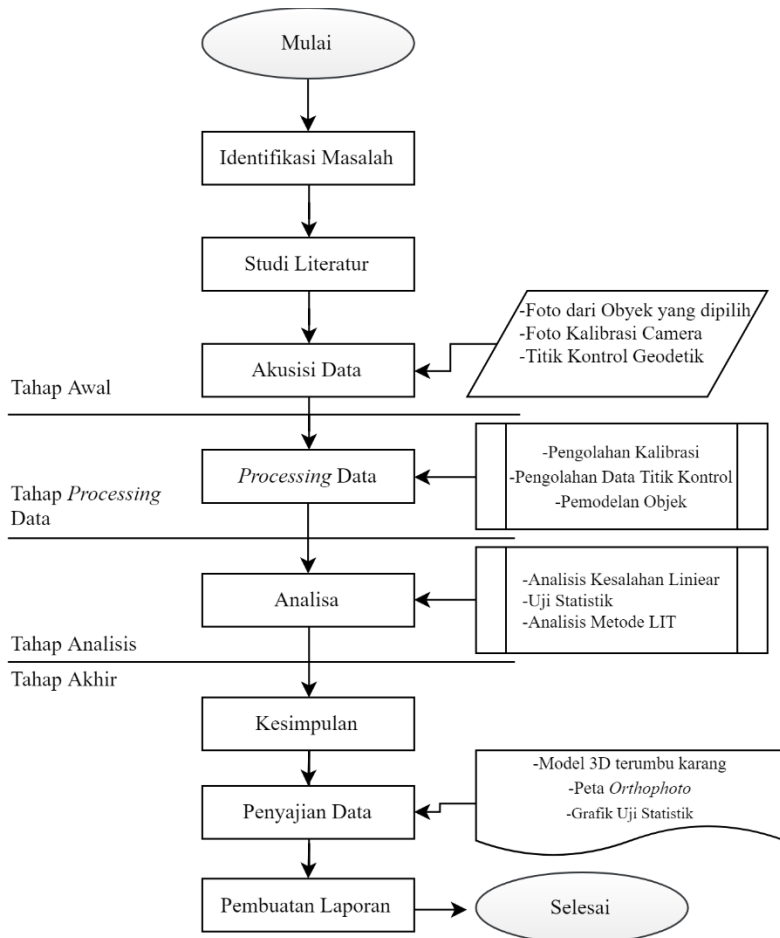 Mulai
Identifikasi Masalah
Studi Literatur
-Foto dari Obyek yang dipilih
-Foto Kalibrasi Camera
-Titik Kontrol Geodetik
Akusisi Data
Tahap Awal
Processing Data
-Pengolahan Kalibrasi
-Pengolahan Data Titik Kontrol
-Pemodelan Objek
Tahap Processing
Data
Analisa
-Analisis Kesalahan Liniear
-Uji Statistik
-Analisis Metode LIT
Tahap Analisis
Tahap Akhir
Kesimpulan
Penyajian Data
-Model 3D terumbu karang
-Peta Orthophoto
-Grafik Uji Statistik
Pembuatan Laporan
Selesai